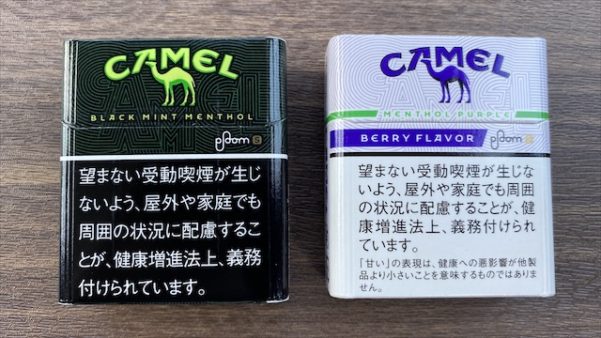 CAMEL
BLACK MINT MENTHOL
Ploom S
望まない受動喫煙が生じ
ないよう、屋外や家庭でも
周囲の状況に配慮するこ
とが、健康増進法上、義務
付けられています。
CAMEL
MENTHOL PURPLE
BERRY FLAVOR Ploom S
望まない受動喫煙が生じ
ないよう、屋外や家庭でも周囲
の状況に配慮することが、健
康増進法上、義務付けられ
ています。
「甘い」の表現は、健康への悪影響が他製
品より小さいことを意味するものではありま
せん。